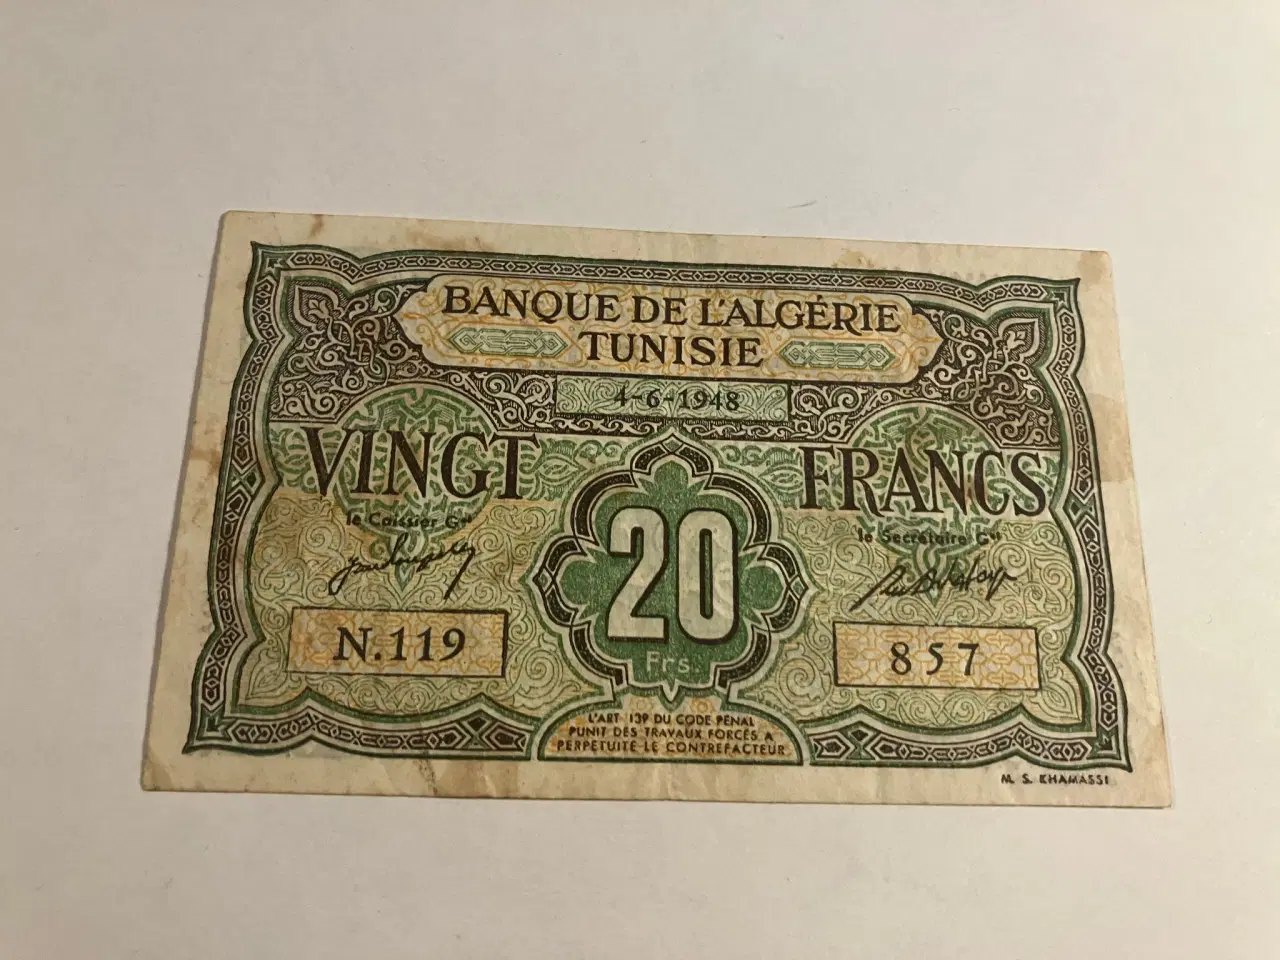 BANQUE DE L'ALGÉRIE
TUNISIE
4-6-1948
VINGT FRANCS
le Caissier Gᵃˡ
le Secrétaire Gᵃˡ
20
Frs.
N.119
857
L'ART 139 DU CODE PENAL
PUNIT DES TRAVAUX FORCÉS A
PERPETUITE LE CONTREFACTEUR
M. S. KHAMASSI